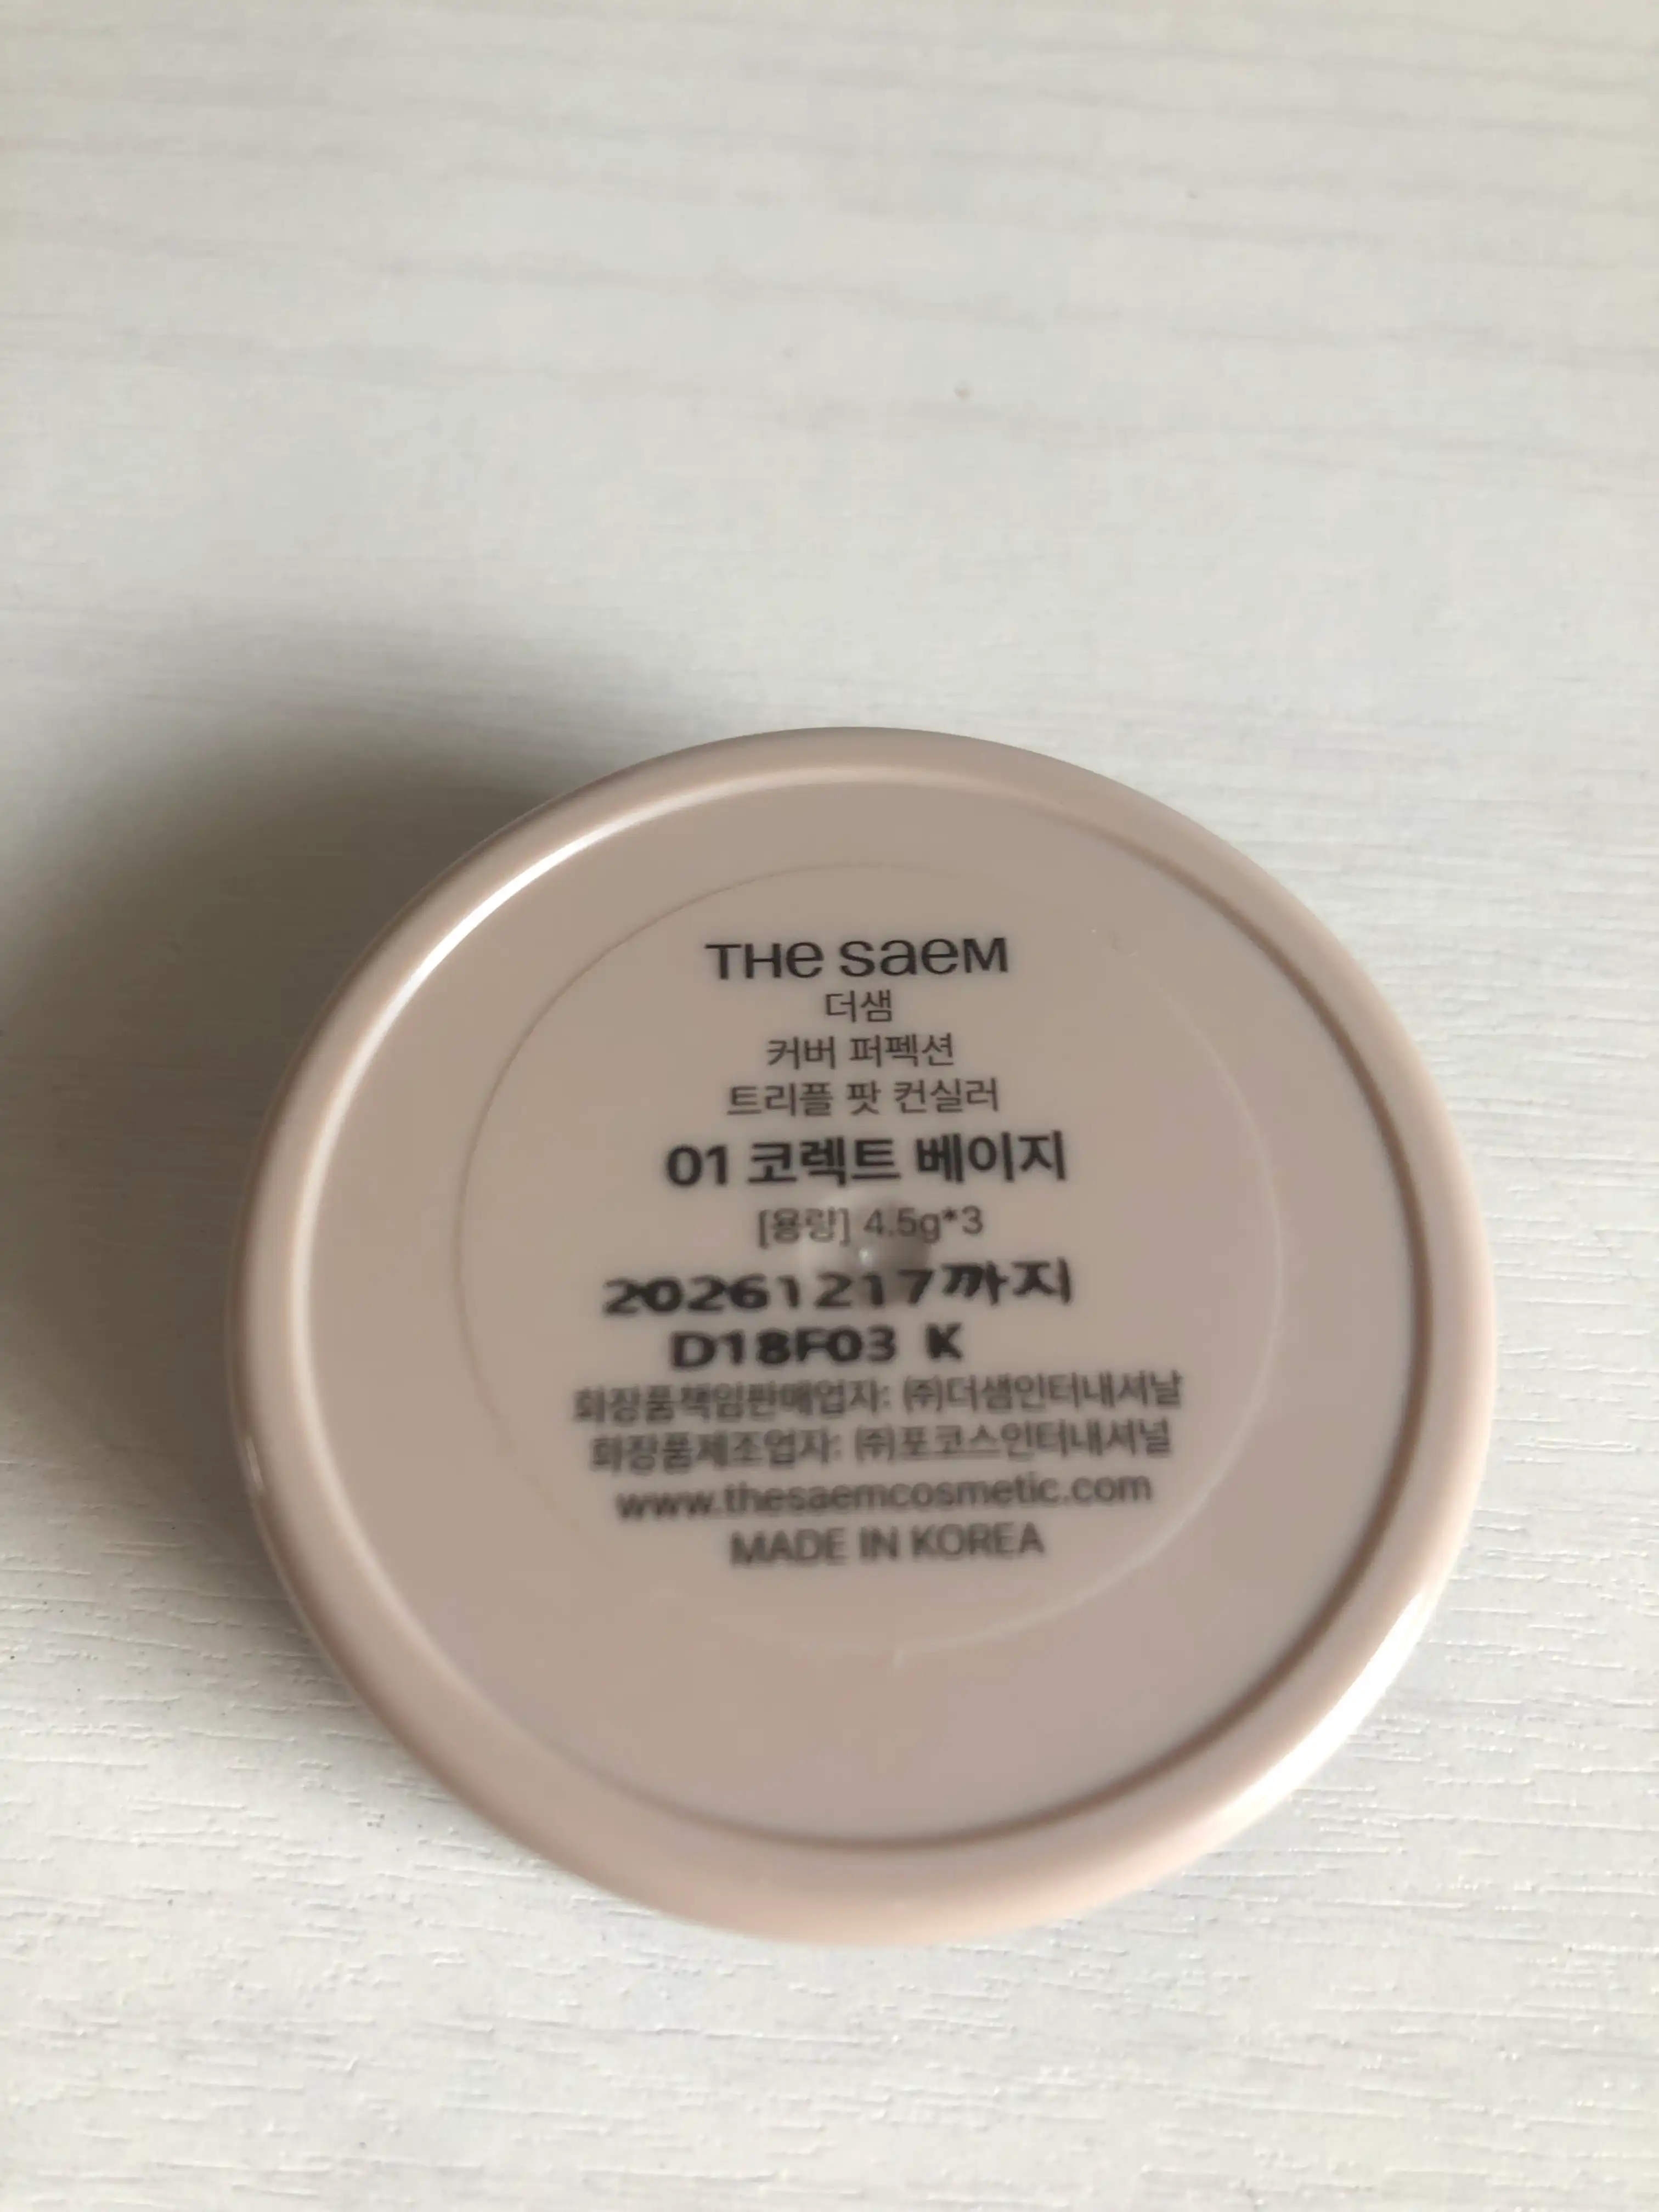 THE SAEM
더샘
커버 퍼펙션
트리플 팟 컨실러
01 코렉트 베이지
[용량] 4.5g*3
20261217까지
D18F03 K
화장품책임판매업자: ㈜더샘인터내셔날
화장품제조업자: ㈜포코스인터내셔널
www.thesaemcosmetic.com
MADE IN KOREA